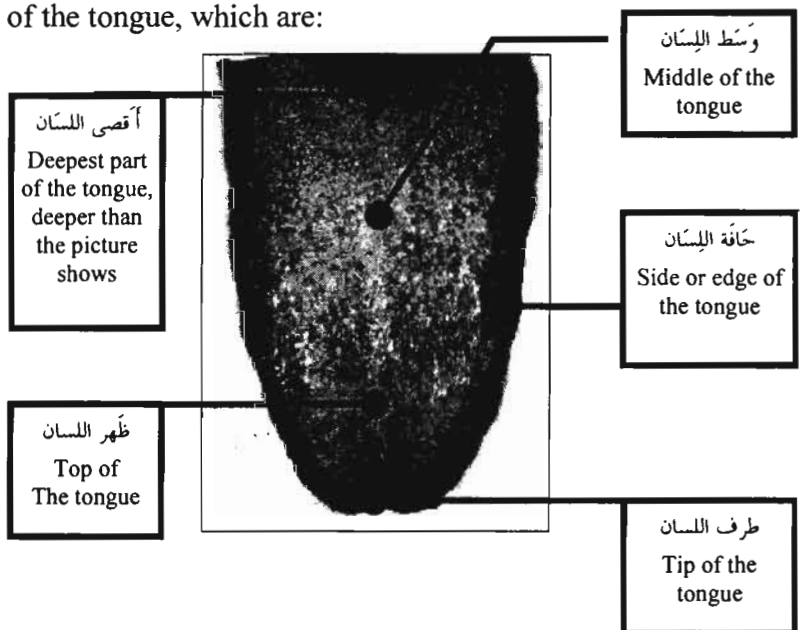 of the tongue, which are:
وَسَط اللِسَان
Middle of the
tongue
أَقصى اللسَان
Deepest part
of the tongue,
deeper than
the picture
shows
حَافَة اللِسَان
Side or edge of
the tongue
ظَهر اللسان
Top of
The tongue
طرف اللسان
Tip of the
tongue